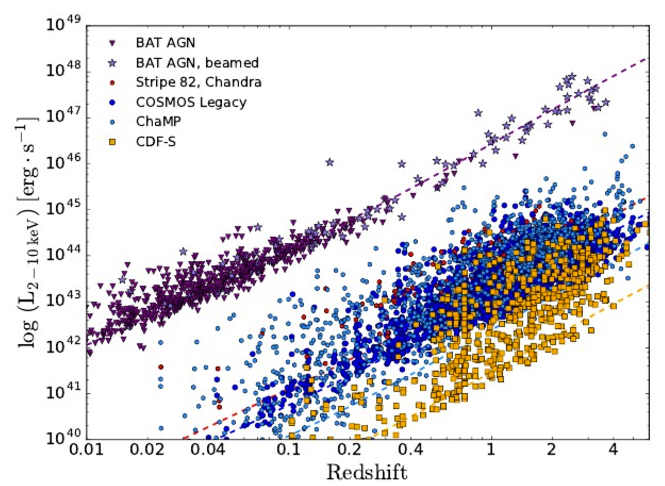 10^49
10^48
10^47
10^46
10^45
10^44
10^43
10^42
10^41
10^40
log (L_{2−10 keV}) [erg · s^{−1}]
BAT AGN
BAT AGN, beamed
Stripe 82, Chandra
COSMOS Legacy
ChaMP
CDF-S
0.01 0.02 0.04 0.1 0.2 0.4 1 2 4
Redshift